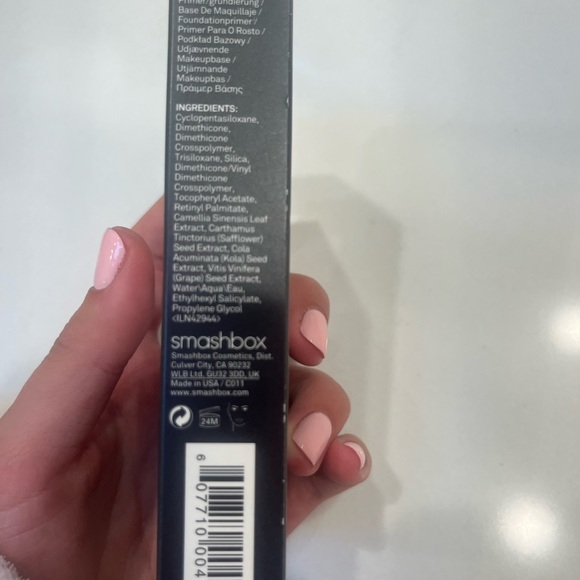 Primer/grundierung/
Base De Maquillaje /
Foundationprimer/
Primer Para O Rosto /
Podkład Bazowy /
Udjævnende
Makeupbase /
Utjämnande
Makeupbas /
Πράιμερ Βάσης
INGREDIENTS:
Cyclopentasiloxane,
Dimethicone,
Dimethicone
Crosspolymer,
Trisiloxane, Silica,
Dimethicone/Vinyl
Dimethicone
Crosspolymer,
Tocopheryl Acetate,
Retinyl Palmitate,
Camellia Sinensis Leaf
Extract, Carthamus
Tinctorius (Safflower)
Seed Extract, Cola
Acuminata (Kola) Seed
Extract, Vitis Vinifera
(Grape) Seed Extract,
Water\Aqua\Eau,
Ethylhexyl Salicylate,
Propylene Glycol
<ILN42944>
smashbox
Smashbox Cosmetics, Dist.
Culver City, CA 90232
WLB Ltd, GU32 3DD, UK
Made in USA / C011
www.smashbox.com
24M
6 07710 004